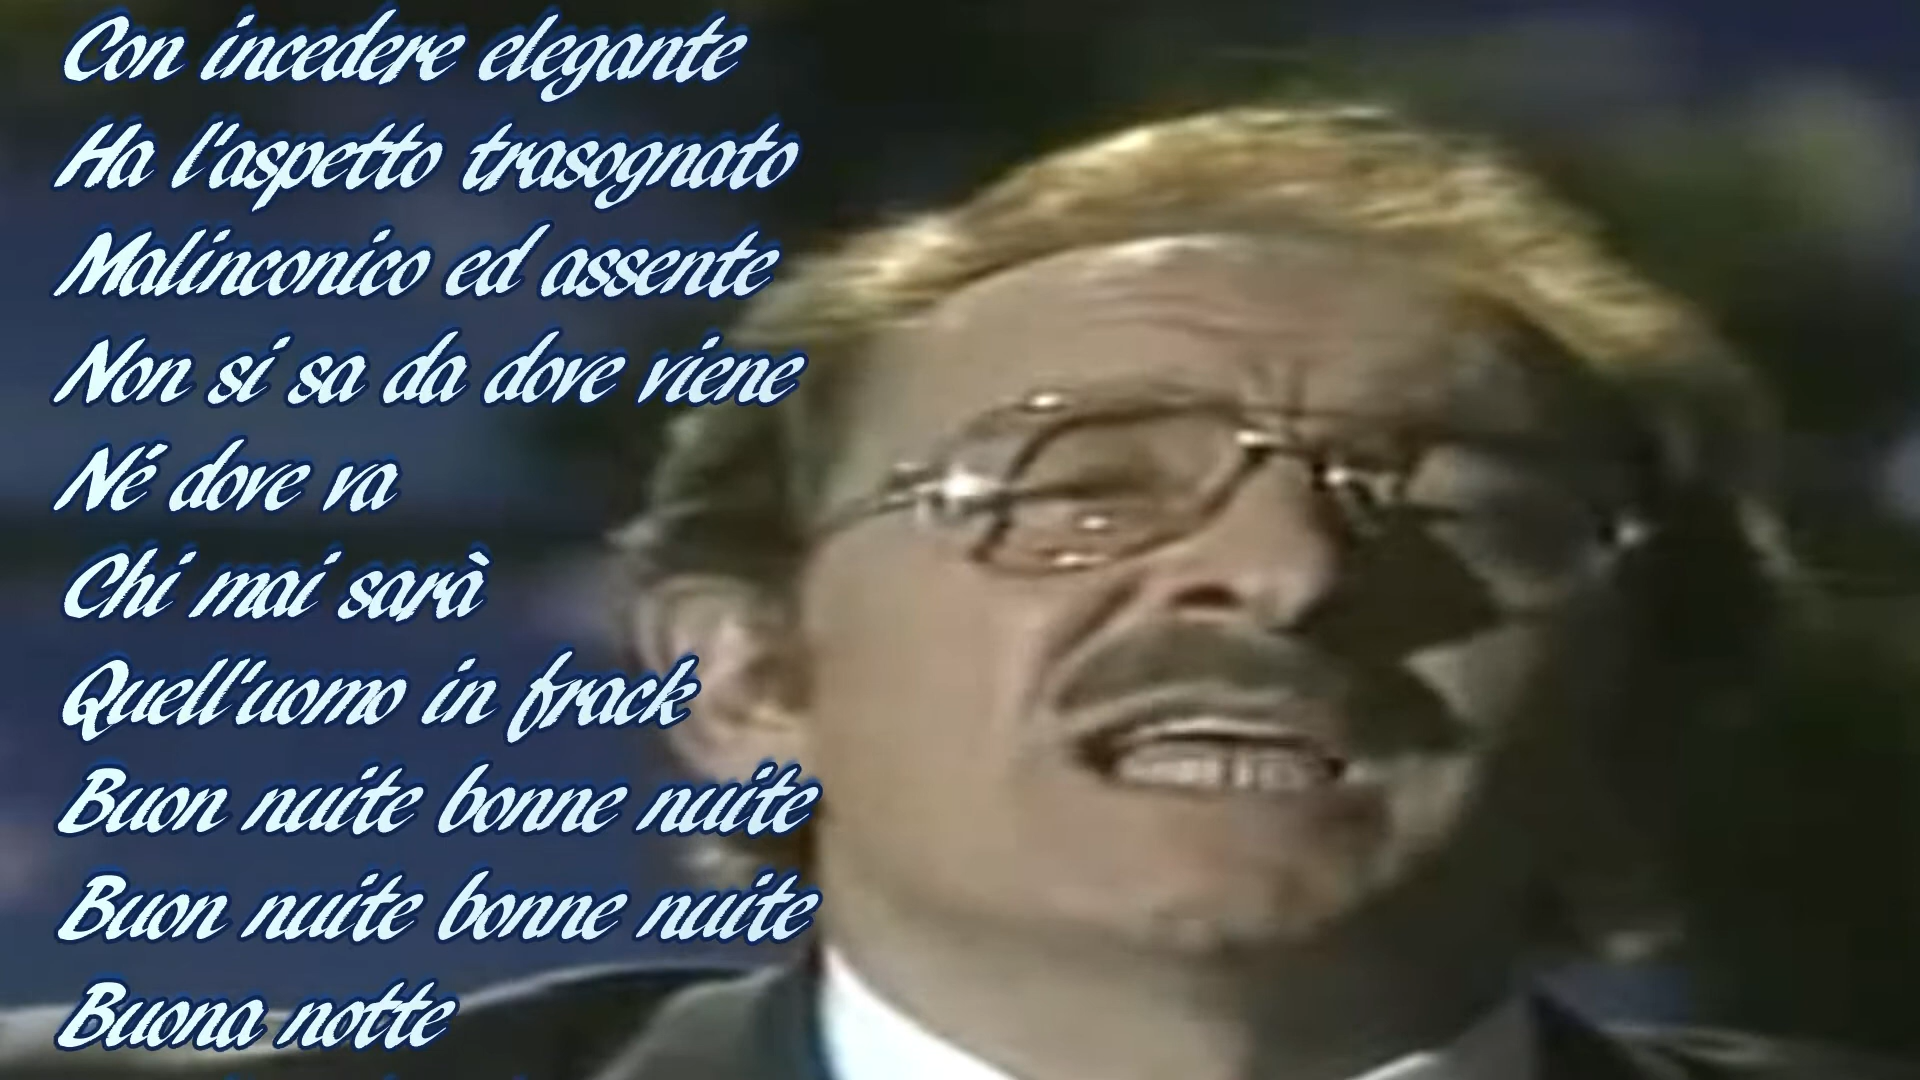 Con incedere elegante
Ha l'aspetto trasognato
Malinconico ed assente
Non si sa da dove viene
Né dove va
Chi mai sarà
Quell'uomo in frack
Buon nuite bonne nuite
Buon nuite bonne nuite
Buona notte